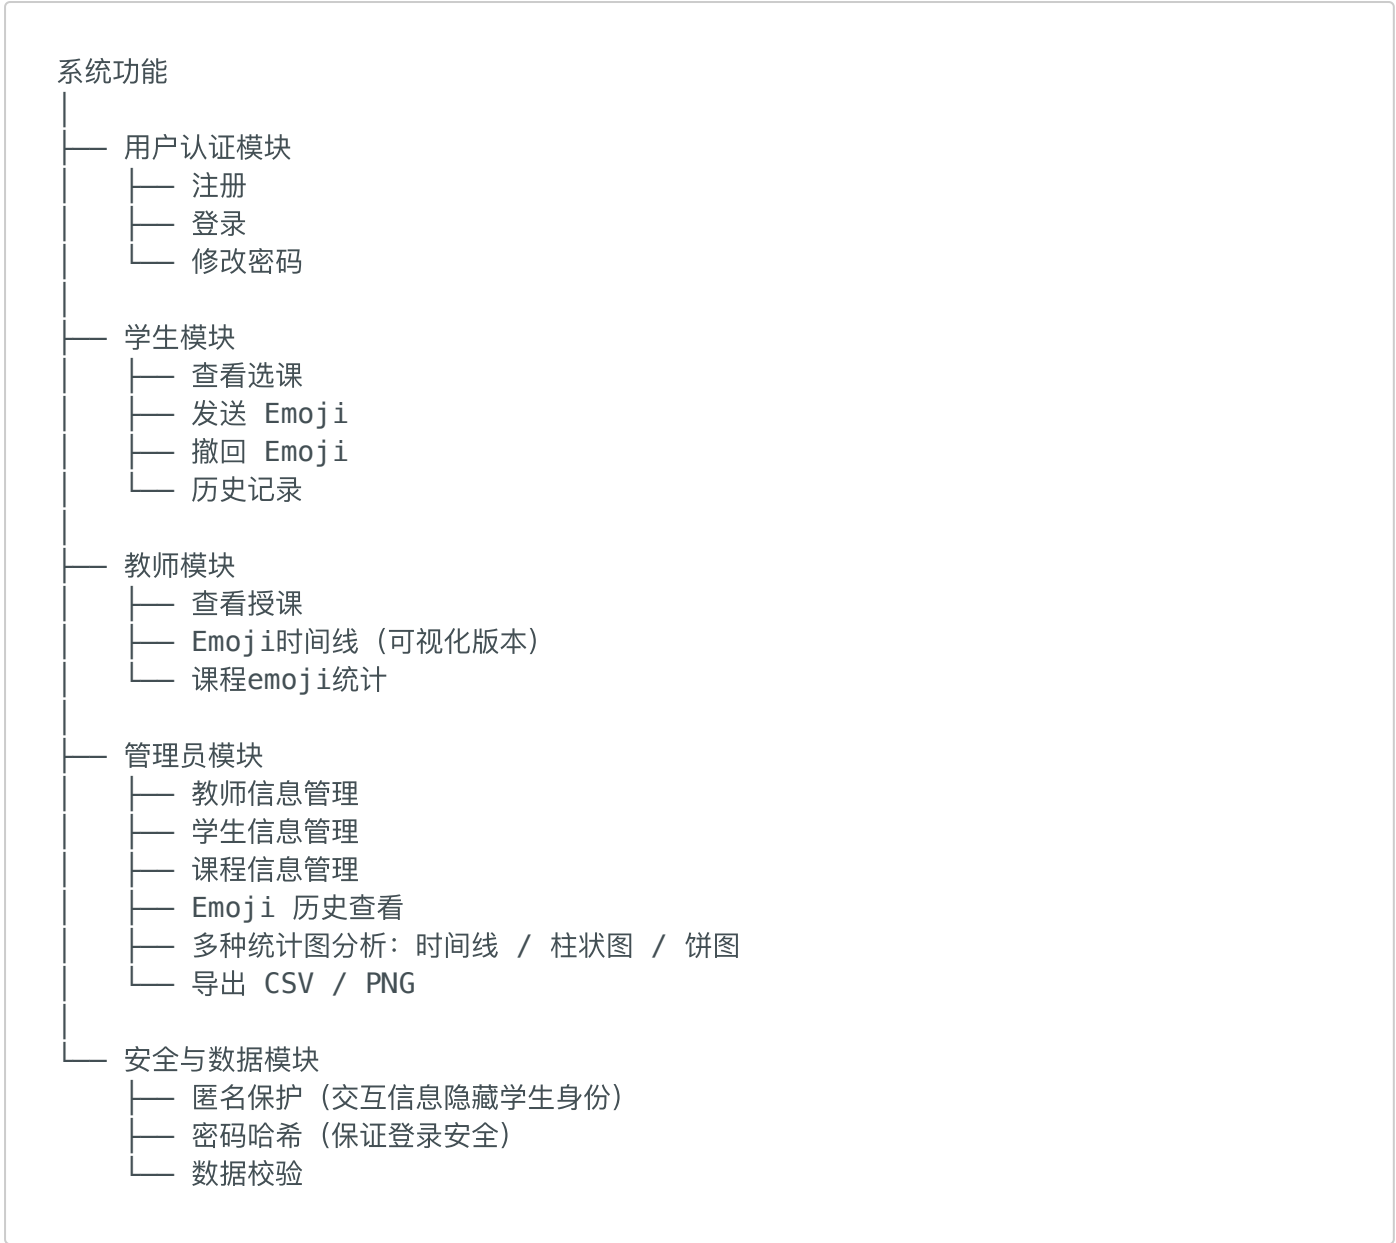 系统功能
│
├── 用户认证模块
│   ├── 注册
│   ├── 登录
│   └── 修改密码
│
├── 学生模块
│   ├── 查看选课
│   ├── 发送 Emoji
│   ├── 撤回 Emoji
│   └── 历史记录
│
├── 教师模块
│   ├── 查看授课
│   ├── Emoji时间线（可视化版本）
│   └── 课程emoji统计
│
├── 管理员模块
│   ├── 教师信息管理
│   ├── 学生信息管理
│   ├── 课程信息管理
│   ├── Emoji 历史查看
│   ├── 多种统计图分析：时间线 / 柱状图 / 饼图
│   └── 导出 CSV / PNG
│
└── 安全与数据模块
    ├── 匿名保护（交互信息隐藏学生身份）
    ├── 密码哈希（保证登录安全）
    └── 数据校验